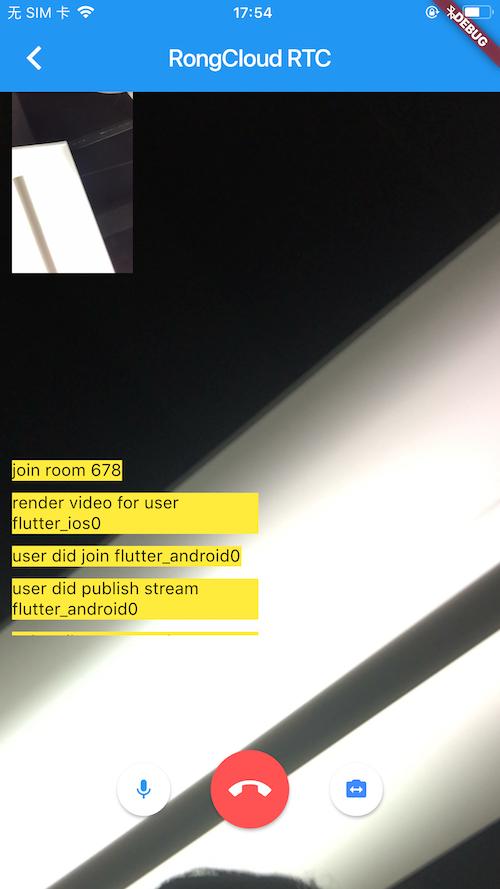 无 SIM 卡
17:54
DEBUG
RongCloud RTC
join room 678
render video for user
flutter_ios0
user did join flutter_android0
user did publish stream
flutter_android0